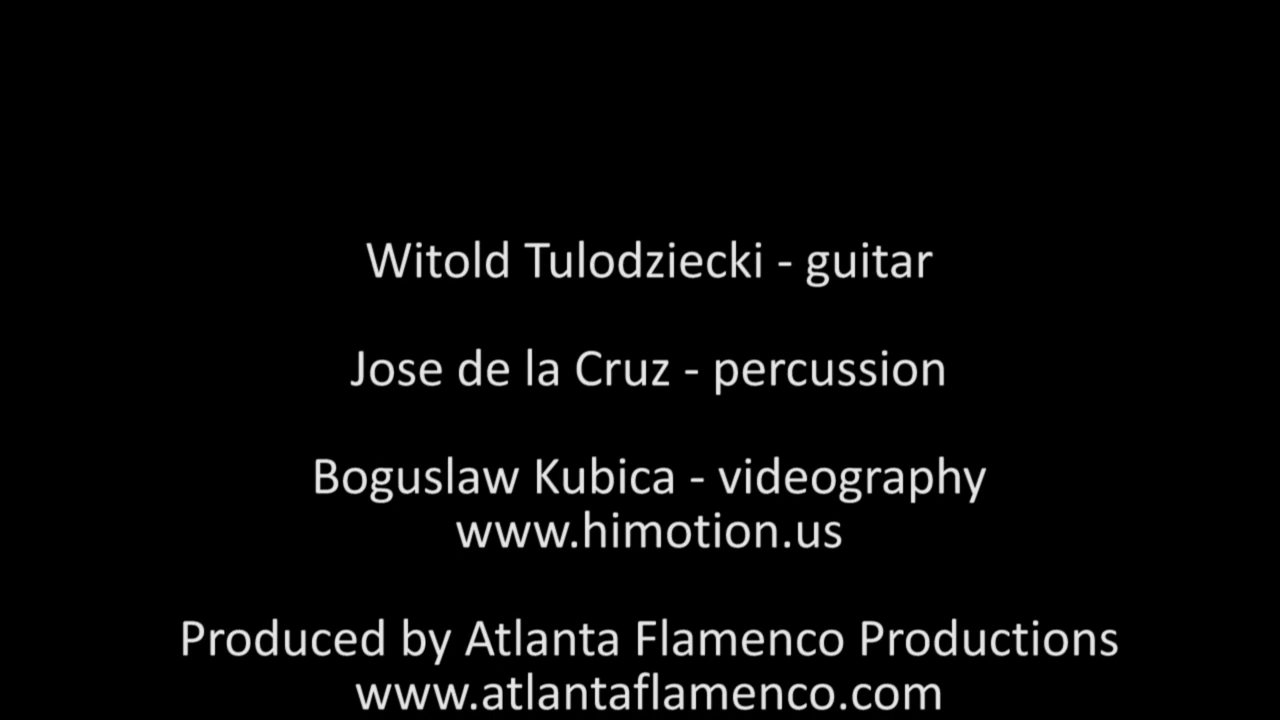 Witold Tulodziecki - guitar
Jose de la Cruz - percussion
Boguslaw Kubica - videography
www.himotion.us
Produced by Atlanta Flamenco Productions
www.atlantaflamenco.com